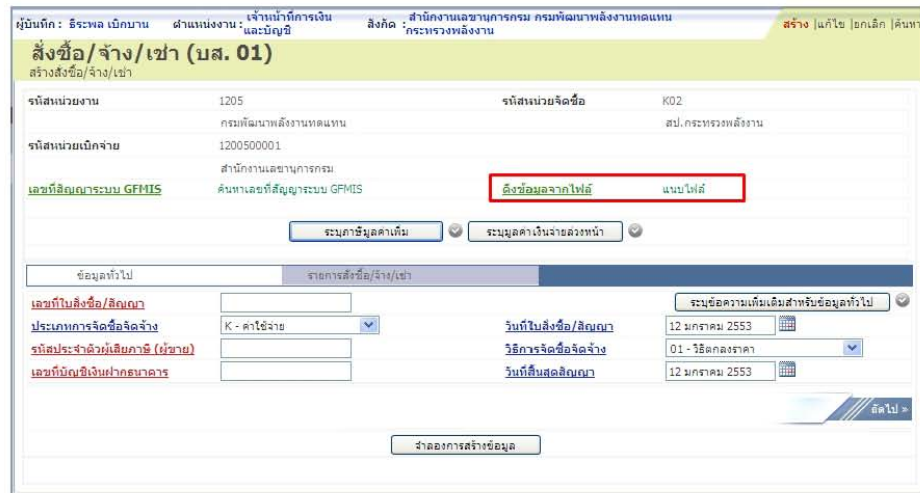 ผู้บันทึก : ธิระพล เบิกบาน ตำแหน่งงาน : เจ้าหน้าที่การเงินและบัญชี สังกัด : สำนักงานเลขานุการกรม กรมพัฒนาพลังงานทดแทน กระทรวงพลังงาน สร้าง |แก้ไข |ยกเลิก |ค้นหา
สั่งซื้อ/จ้าง/เช่า (บส. 01)
สร้างสั่งซื้อ/จ้าง/เช่า
รหัสหน่วยงาน 1205 รหัสหน่วยจัดซื้อ K02
กรมพัฒนาพลังงานทดแทน สป.กระทรวงพลังงาน
รหัสหน่วยเบิกจ่าย 1200500001
สำนักงานเลขานุการกรม
เลขที่สัญญาระบบ GFMIS ค้นหาเลขที่สัญญาระบบ GFMIS ดึงข้อมูลจากไฟล์ แนบไฟล์
ระบุภาษีมูลค่าเพิ่ม ระบุมูลค่าเงินจ่ายล่วงหน้า
ข้อมูลทั่วไป รายการสั่งซื้อ/จ้าง/เช่า
เลขที่ใบสั่งซื้อ/สัญญา ระบุข้อความเพิ่มเติมสำหรับข้อมูลทั่วไป
ประเภทการจัดซื้อจัดจ้าง K - ค่าใช้จ่าย วันที่ใบสั่งซื้อ/สัญญา 12 มกราคม 2553
รหัสประจำตัวผู้เสียภาษี (ผู้ขาย) วิธีการจัดซื้อจัดจ้าง 01 - วิธีตกลงราคา
เลขที่บัญชีเงินฝากธนาคาร วันที่สิ้นสุดสัญญา 12 มกราคม 2553
ถัดไป »
จำลองการสร้างข้อมูล